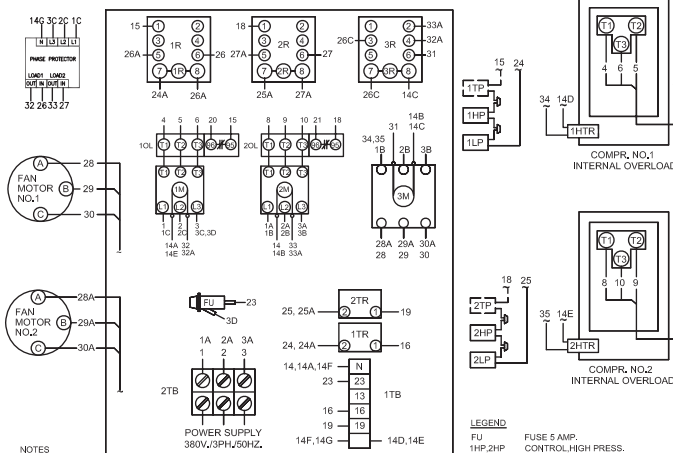 14G 3C 2C 1C
N L3 L2 L1
PHASE PROTECTOR
LOAD1 LOAD2
OUT IN OUT IN
32 26 33 27
15 1 2
3 1R 4
26A 5 6 26
7 1R 8
24A 26A
18 1 2
3 2R 4
27A 5 6 27
7 2R 8
25A 27A
1 2 33A
26C 3 3R 4 32A
5 6 31
7 3R 8
26C 14C
4 5 6 20 15
1OL T1 T2 T3 96 95
T1 T2 T3
1M
L1 L2 L3
1 2 3
1C 2C 3C,3D
14A 32
14E 32A
8 9 10 21 18
2OL T1 T2 T3 96 95
T1 T2 T3
2M
L1 L2 L3
1A 2A 3A
1B 2B 3B
14 33
14B 33A
14B
31 14C
34,35
1B 2B 3B
3M
28A 29A 30A
28 29 30
FAN
MOTOR
NO.1
A 28
B 29
C 30
FAN
MOTOR
NO.2
A 28A
B 29A
C 30A
FU 23
3D
1A 2A 3A
1 2 3
2TB
POWER SUPPLY
380V./3PH./50HZ.
2TR
25, 25A 2 1 19
1TR
24, 24A 2 1 16
14,14A,14F N
23 23
13 1TB
16 16
19 19
14F,14G 14D,14E
15 24
1TP
1HP
1LP
34 14D
1HTR
T1 T2
T3
4 6 5
COMPR. NO.1
INTERNAL OVERLOAD
18 25
2TP
2HP
2LP
35 14E
2HTR
T1 T2
T3
8 10 9
COMPR. NO.2
INTERNAL OVERLOAD
LEGEND
FU FUSE 5 AMP.
1HP,2HP CONTROL,HIGH PRESS.
NOTES